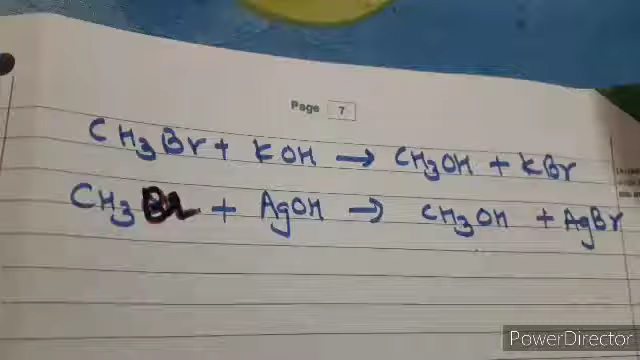 Page 7
CH3Br + KOH → CH3OH + KBr
CH3Br + AgOH → CH3OH + AgBr
PowerDirector